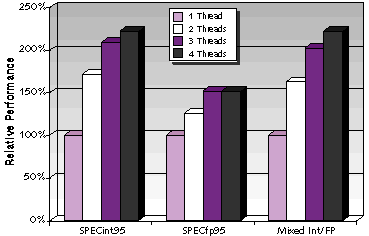 250%
200%
150%
100%
50%
0%
Relative Performance
1 Thread
2 Threads
3 Threads
4 Threads
SPECint95
SPECfp95
Mixed Int/FP